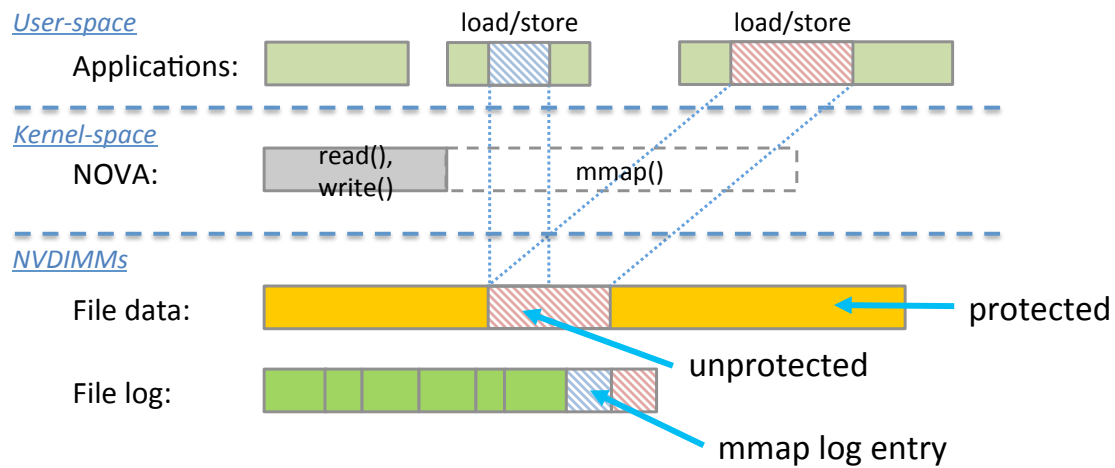 User-space
load/store
load/store
Applications:
Kernel-space
NOVA:
read(),
write()
mmap()
NVDIMMs
File data:
protected
unprotected
File log:
mmap log entry